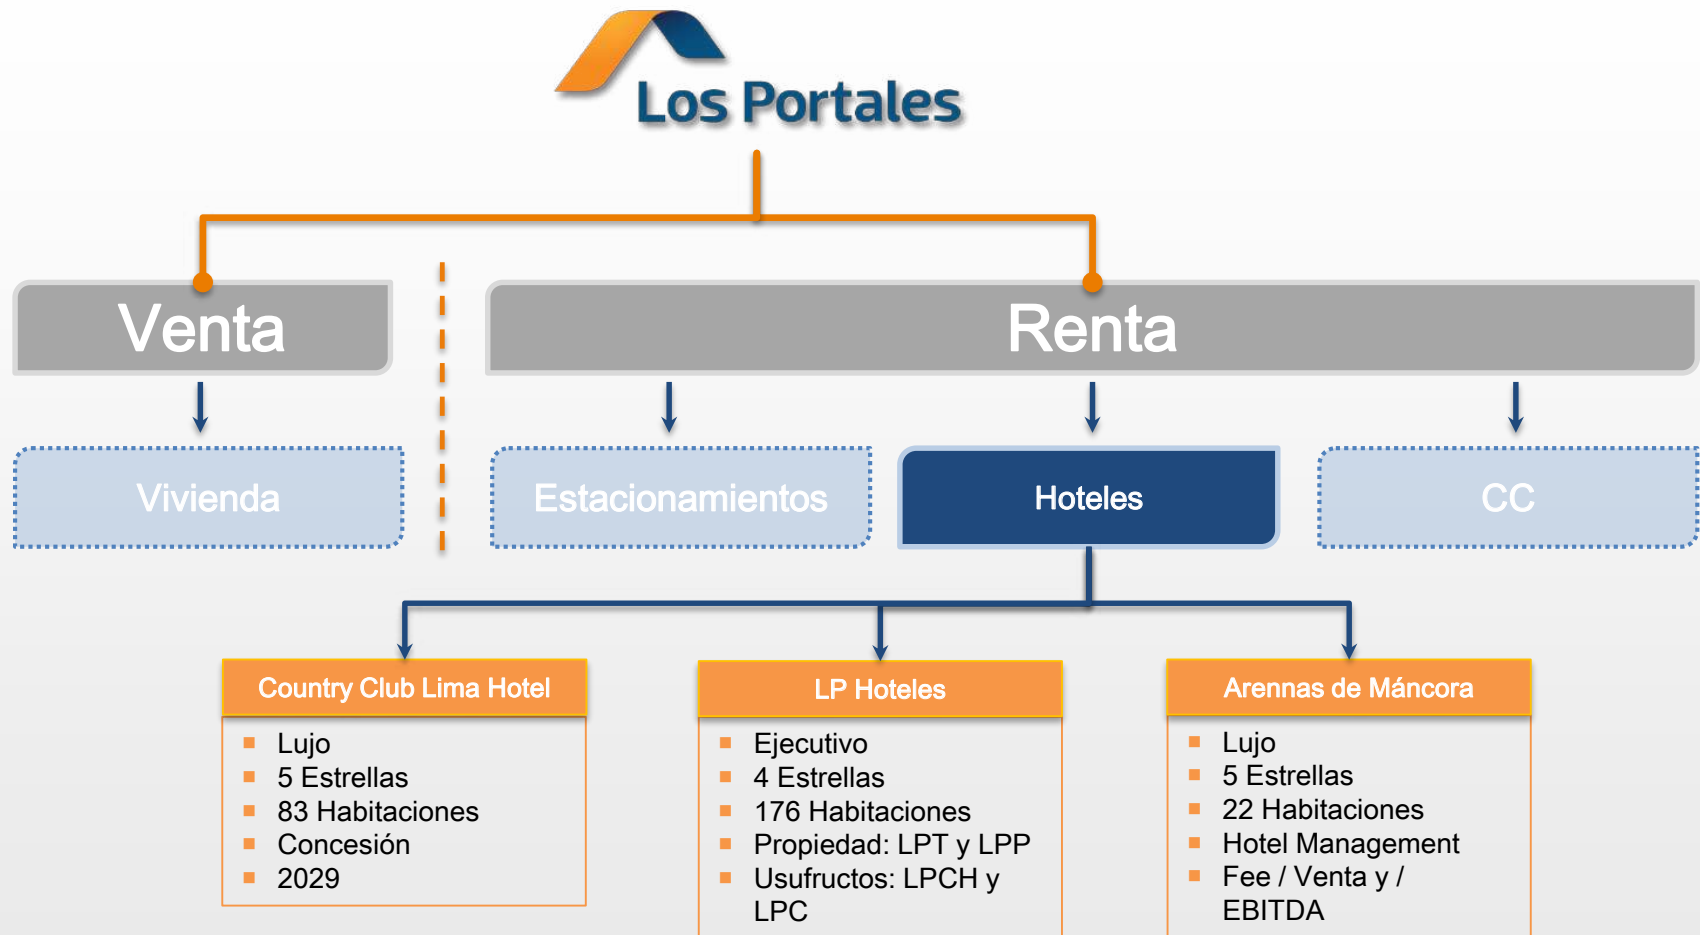 Los Portales
Venta
Renta
Vivienda
Estacionamientos
Hoteles
CC
Country Club Lima Hotel
Lujo
5 Estrellas
83 Habitaciones
Concesión
2029
LP Hoteles
Ejecutivo
4 Estrellas
176 Habitaciones
Propiedad: LPT y LPP
Usufructos: LPCH y
LPC
Arennas de Máncora
Lujo
5 Estrellas
22 Habitaciones
Hotel Management
Fee / Venta y /
EBITDA